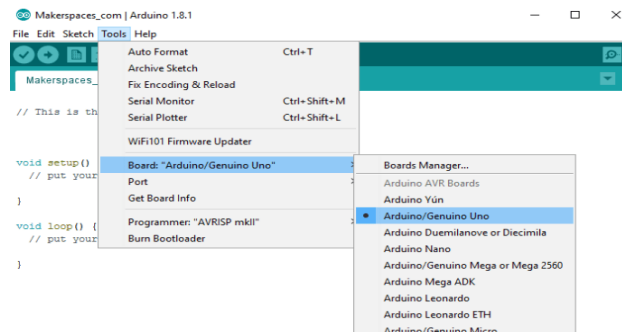 Makerspaces_com | Arduino 1.8.1
File Edit Sketch Tools Help
Makerspaces_
// This is th
void setup()
// put your
}
void loop() {
// put your
}
Auto Format Ctrl+T
Archive Sketch
Fix Encoding & Reload
Serial Monitor Ctrl+Shift+M
Serial Plotter Ctrl+Shift+L
WiFi101 Firmware Updater
Board: "Arduino/Genuino Uno"
Port
Get Board Info
Programmer: "AVRISP mkII"
Burn Bootloader
Boards Manager...
Arduino AVR Boards
Arduino Yún
Arduino/Genuino Uno
Arduino Duemilanove or Diecimila
Arduino Nano
Arduino/Genuino Mega or Mega 2560
Arduino Mega ADK
Arduino Leonardo
Arduino Leonardo ETH
Arduino/Genuino Micro